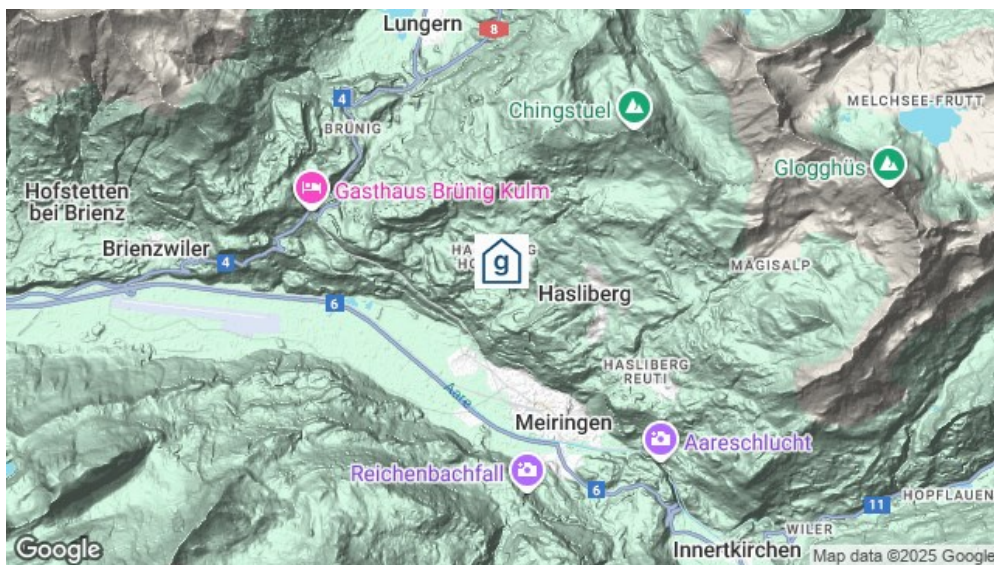 Lungern
8
4
Chingstuel
MELCHSEE-FRUTT
BRÜNIG
Glogghüs
Hofstetten
bei Brienz
Gasthaus Brünig Kulm
Brienzwiler
4
g
MÄGISALP
Hasliberg
6
HASLIBERG
REUTI
Aare
Meiringen
Aareschlucht
Reichenbachfall
6
HOPFLAUEN
11
WILER
Google
Innertkirchen
Map data ©2025 Google